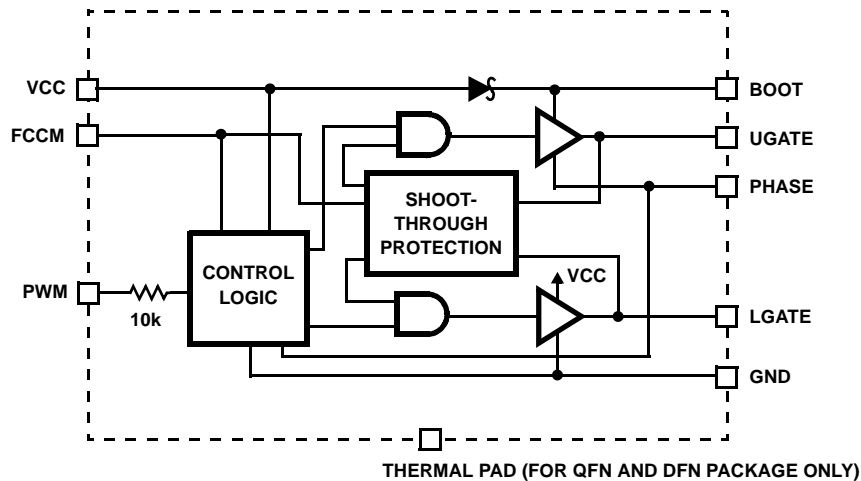 VCC
BOOT
FCCM
UGATE
PHASE
SHOOT-
THROUGH
PROTECTION
CONTROL
LOGIC
VCC
PWM
10k
LGATE
GND
THERMAL PAD (FOR QFN AND DFN PACKAGE ONLY)